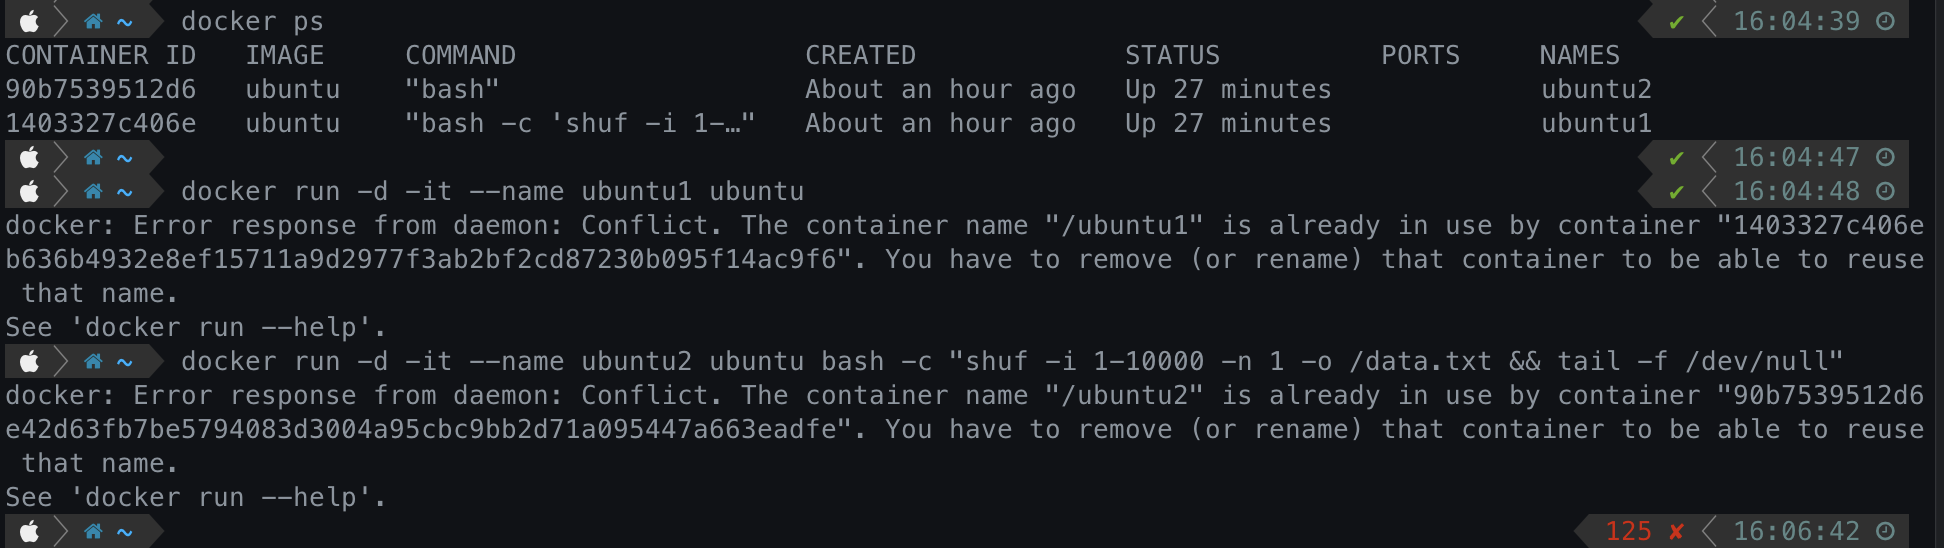 ~ docker ps ✔ 16:04:39
CONTAINER ID IMAGE COMMAND CREATED STATUS PORTS NAMES
90b7539512d6 ubuntu "bash" About an hour ago Up 27 minutes ubuntu2
1403327c406e ubuntu "bash -c 'shuf -i 1-…" About an hour ago Up 27 minutes ubuntu1
~ ✔ 16:04:47
~ docker run -d -it --name ubuntu1 ubuntu ✔ 16:04:48
docker: Error response from daemon: Conflict. The container name "/ubuntu1" is already in use by container "1403327c406e
b636b4932e8ef15711a9d2977f3ab2bf2cd87230b095f14ac9f6". You have to remove (or rename) that container to be able to reuse
that name.
See 'docker run --help'.
~ docker run -d -it --name ubuntu2 ubuntu bash -c "shuf -i 1-10000 -n 1 -o /data.txt && tail -f /dev/null"
docker: Error response from daemon: Conflict. The container name "/ubuntu2" is already in use by container "90b7539512d6
e42d63fb7be5794083d3004a95cbc9bb2d71a095447a663eadfe". You have to remove (or rename) that container to be able to reuse
that name.
See 'docker run --help'.
~ 125 ✘ 16:06:42